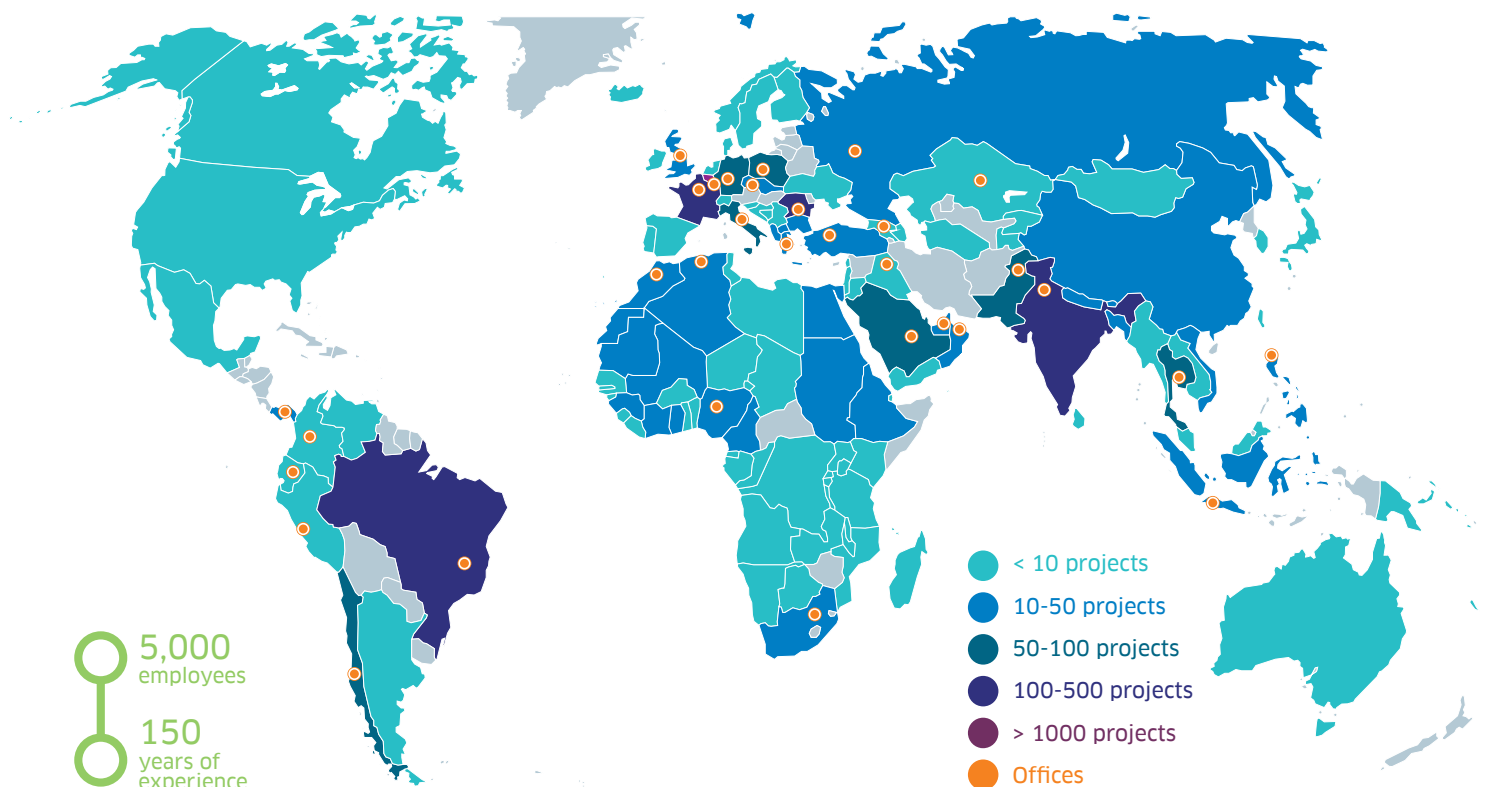 5,000
employees
150
years of
experience
< 10 projects
10-50 projects
50-100 projects
100-500 projects
> 1000 projects
Offices